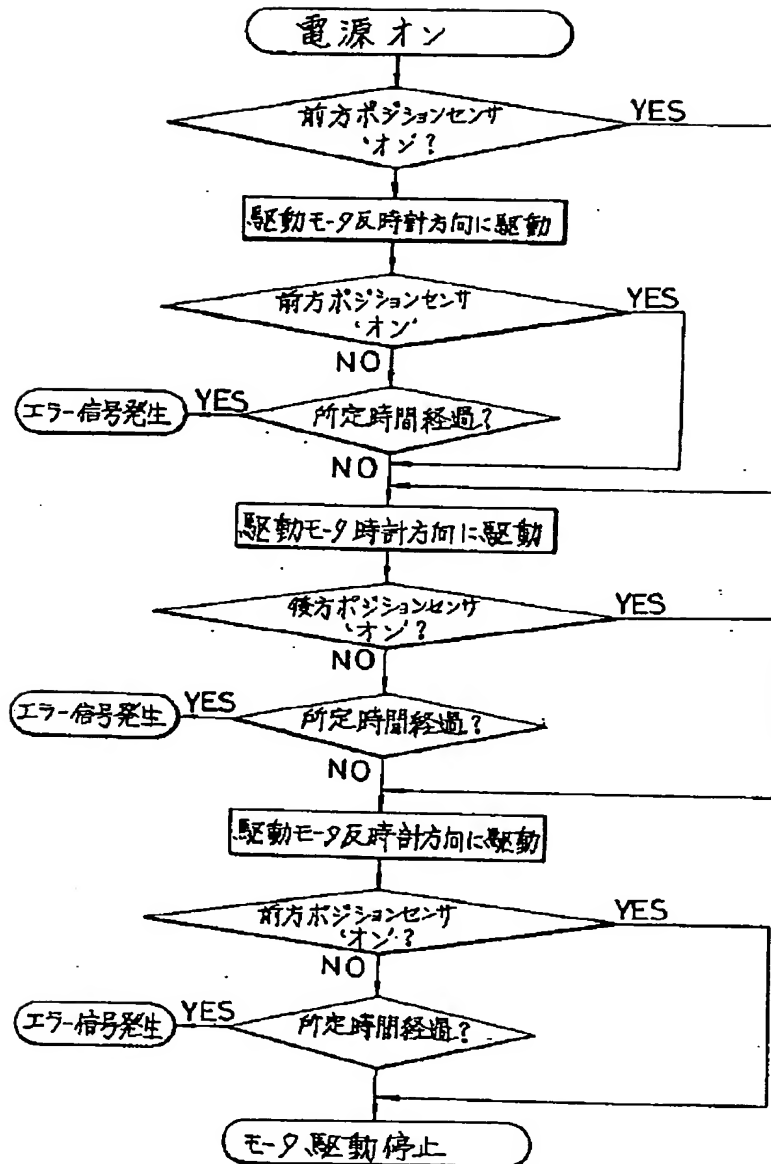 電源オン
前方ポジションセンサ
'オン'?
YES
駆動モータ反時計方向に駆動
前方ポジションセンサ
'オン'
YES
NO
エラー信号発生
YES
所定時間経過?
NO
駆動モータ時計方向に駆動
後方ポジションセンサ
'オン'?
YES
NO
エラー信号発生
YES
所定時間経過?
NO
駆動モータ反時計方向に駆動
前方ポジションセンサ
'オン'?
YES
NO
エラー信号発生
YES
所定時間経過?
モータ駆動停止